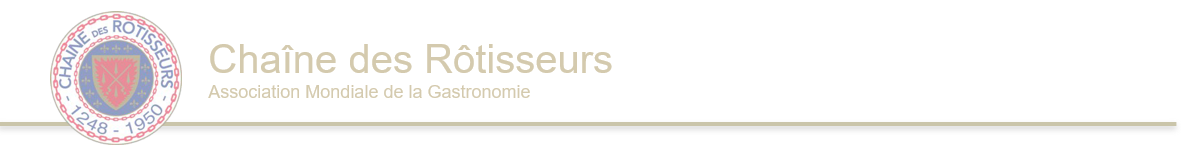 CHAINE DES ROTISSEURS
- 1248 - 1950 -
Chaîne des Rôtisseurs
Association Mondiale de la Gastronomie